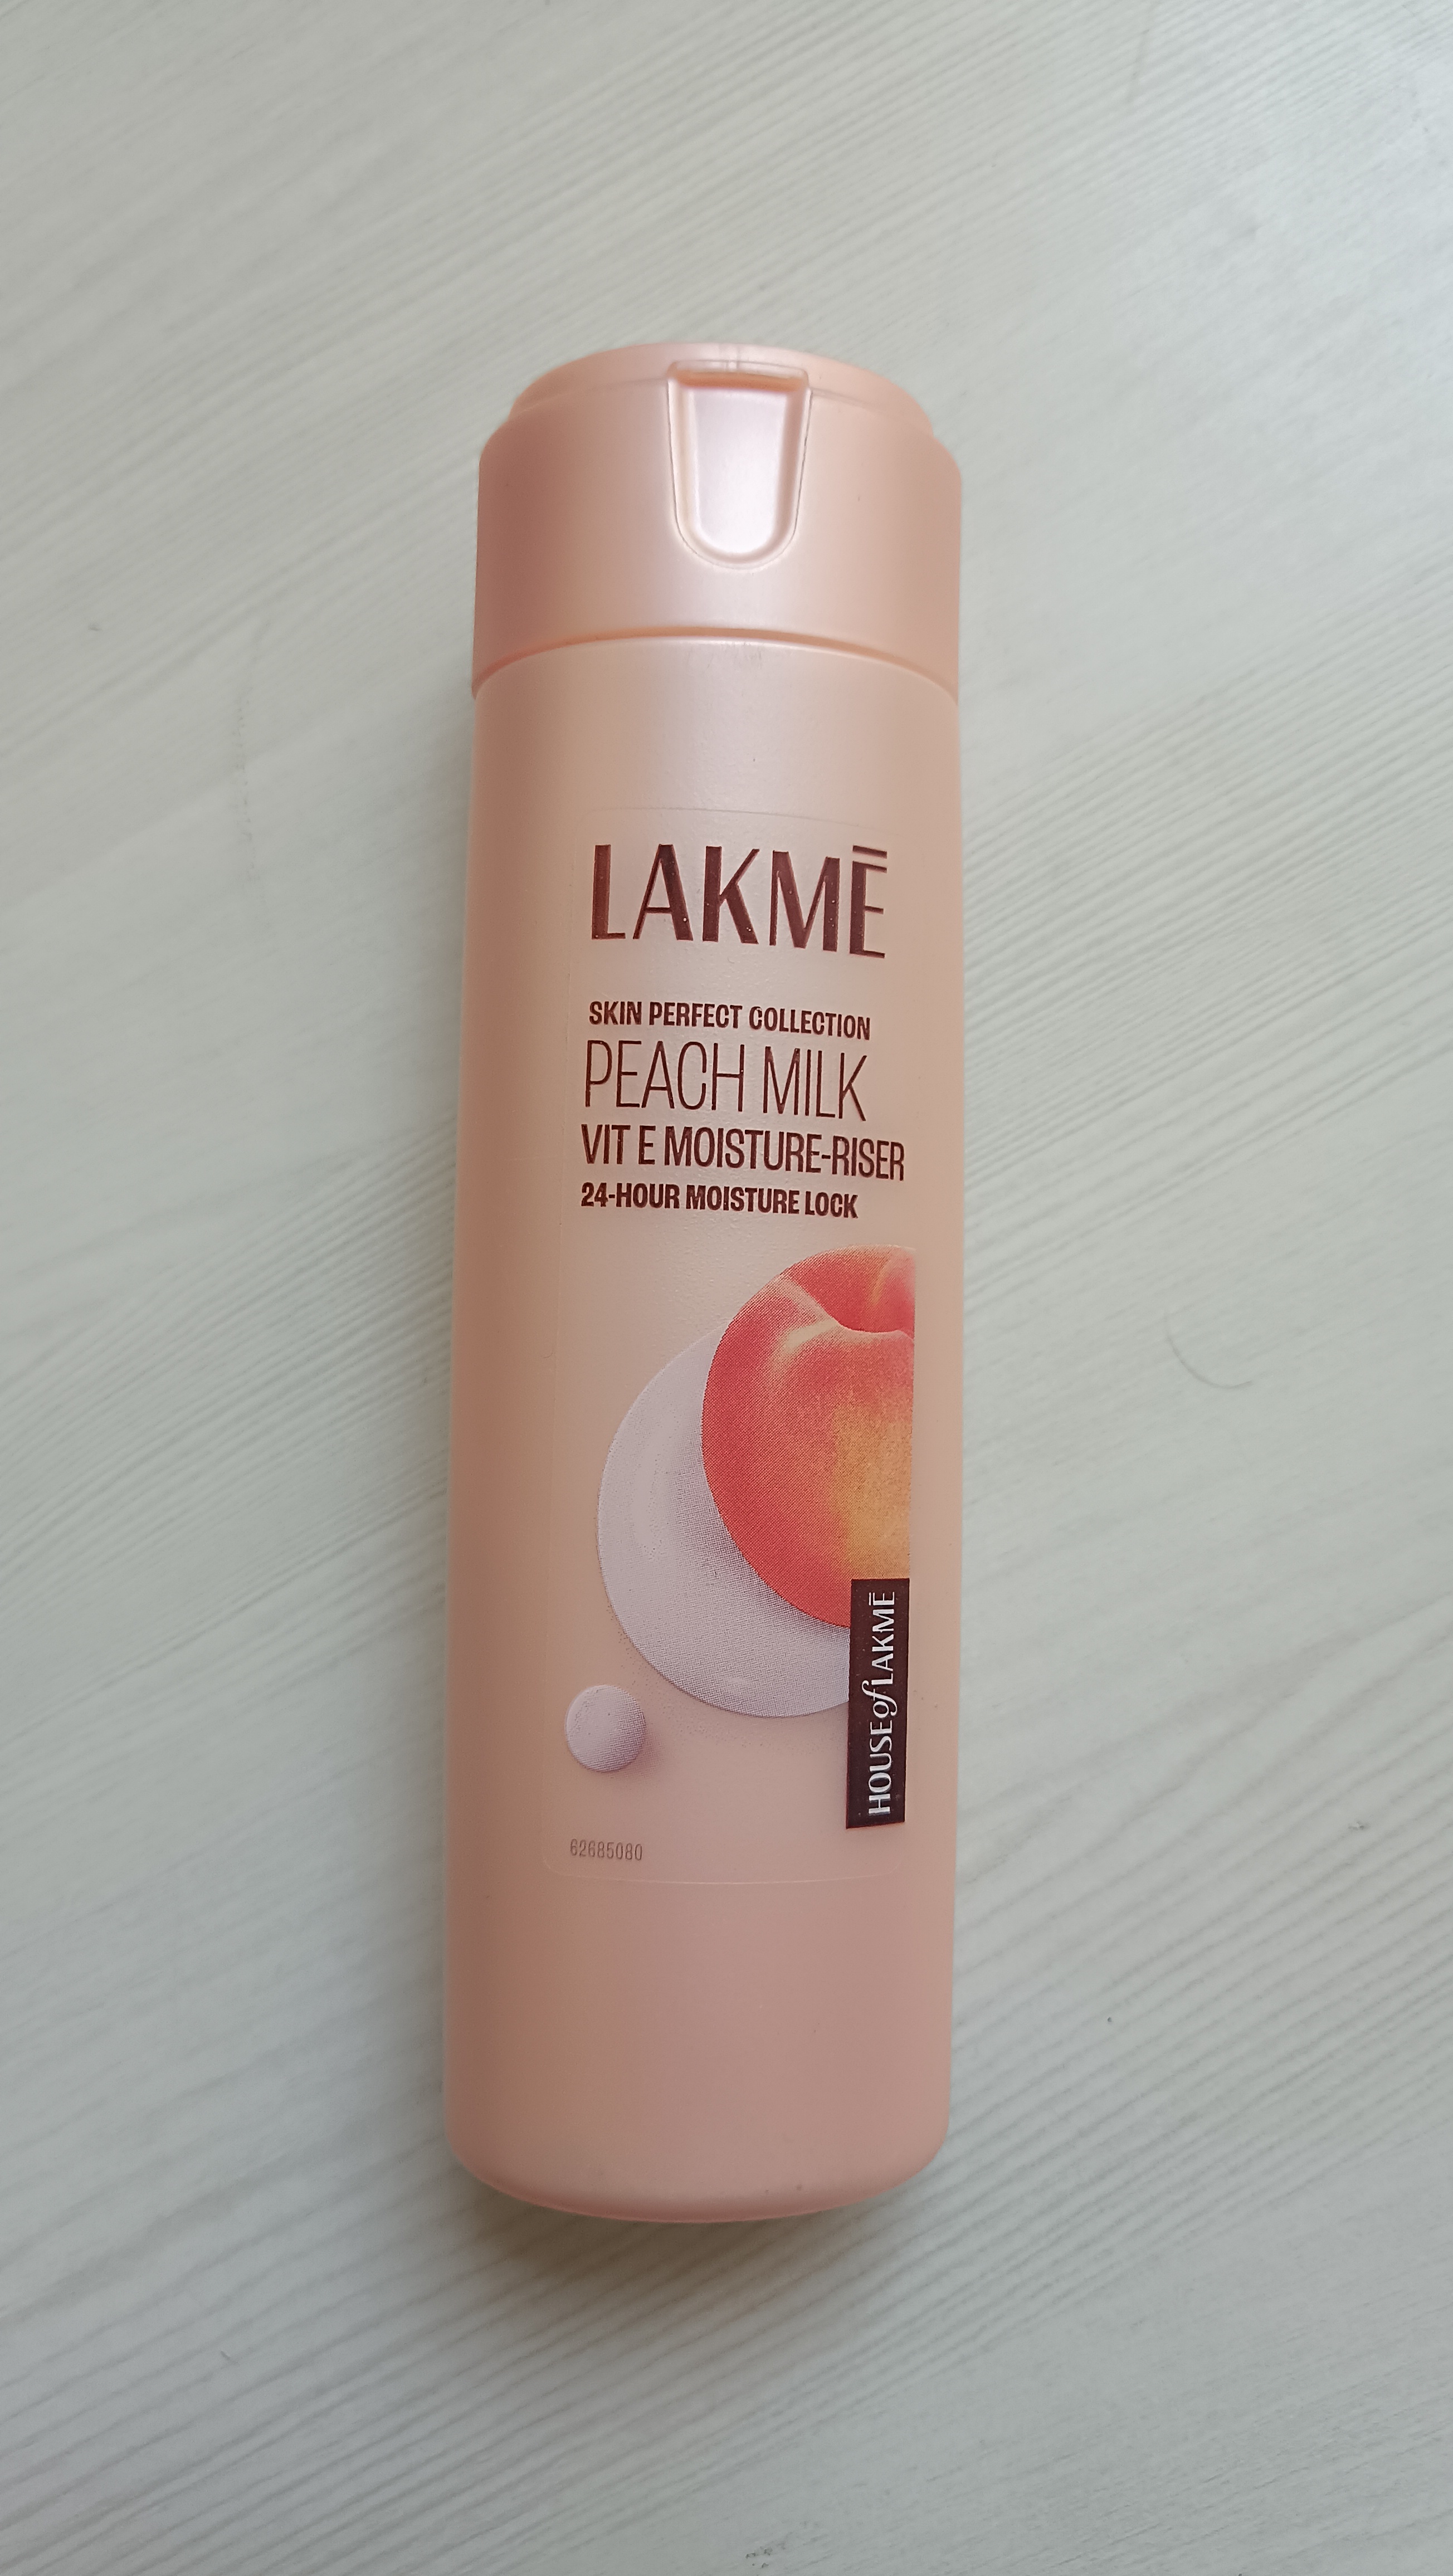 LAKMĒ
SKIN PERFECT COLLECTION
PEACH MILK
VIT E MOISTURE-RISER
24-HOUR MOISTURE LOCK
HOUSE of LAKMĒ
62685080